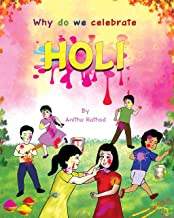 Why do we celebrate
HOLI
By
Anitha Rathod